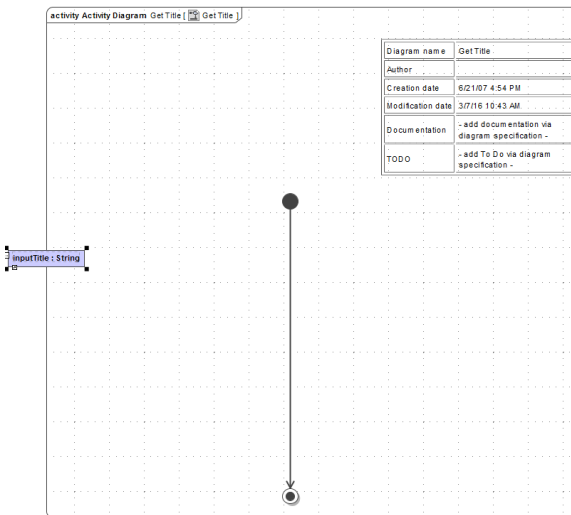 activity Activity Diagram Get Title [ Get Title ]
Diagram name Get Title
Author
Creation date 6/21/07 4:54 PM
Modification date 3/7/16 10:43 AM
Documentation - add documentation via
diagram specification -
TODO - add To Do via diagram
specification -
inputTitle : String